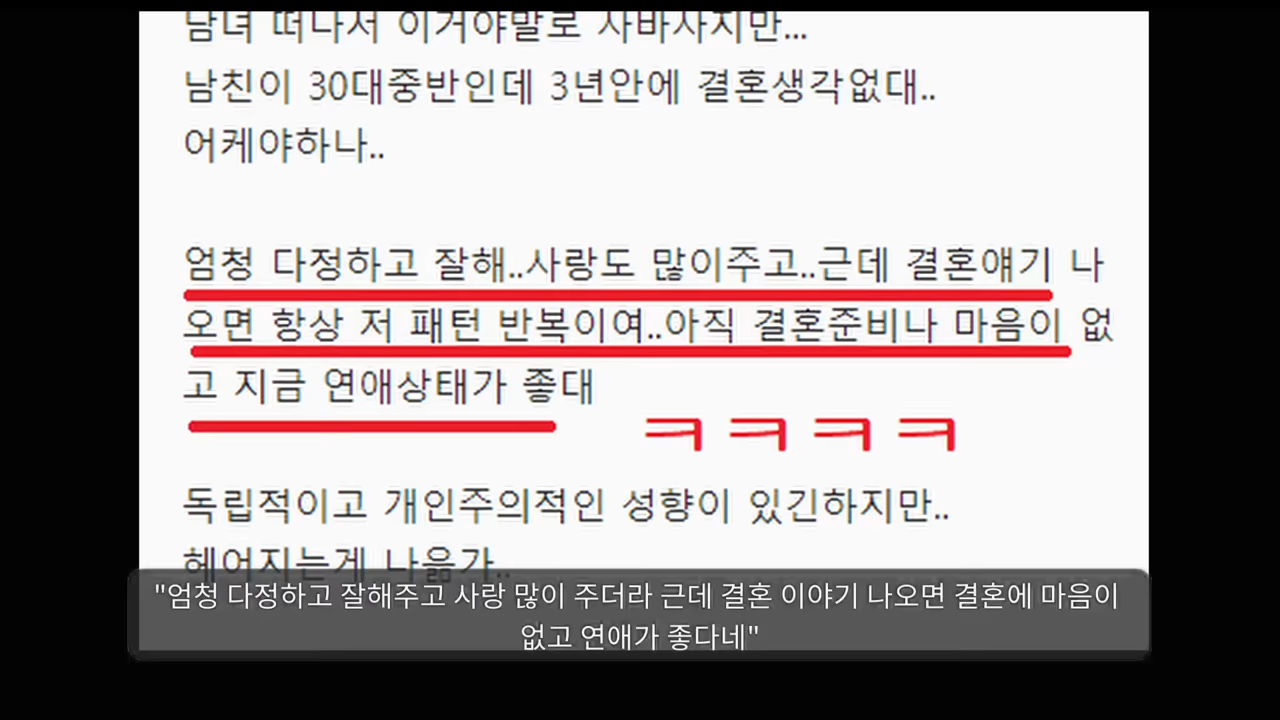 남녀 떠나서 이거야말로 사바사지만...
남친이 30대중반인데 3년안에 결혼생각없대..
어케야하나..
엄청 다정하고 잘해..사랑도 많이주고..근데 결혼얘기 나
오면 항상 저 패턴 반복이여..아직 결혼준비나 마음이 없
고 지금 연애상태가 좋대
ㅋㅋㅋㅋ
독립적이고 개인주의적인 성향이 있긴하지만..
헤어지는게 나읆가..
"엄청 다정하고 잘해주고 사랑 많이 주더라 근데 결혼 이야기 나오면 결혼에 마음이
없고 연애가 좋다네"